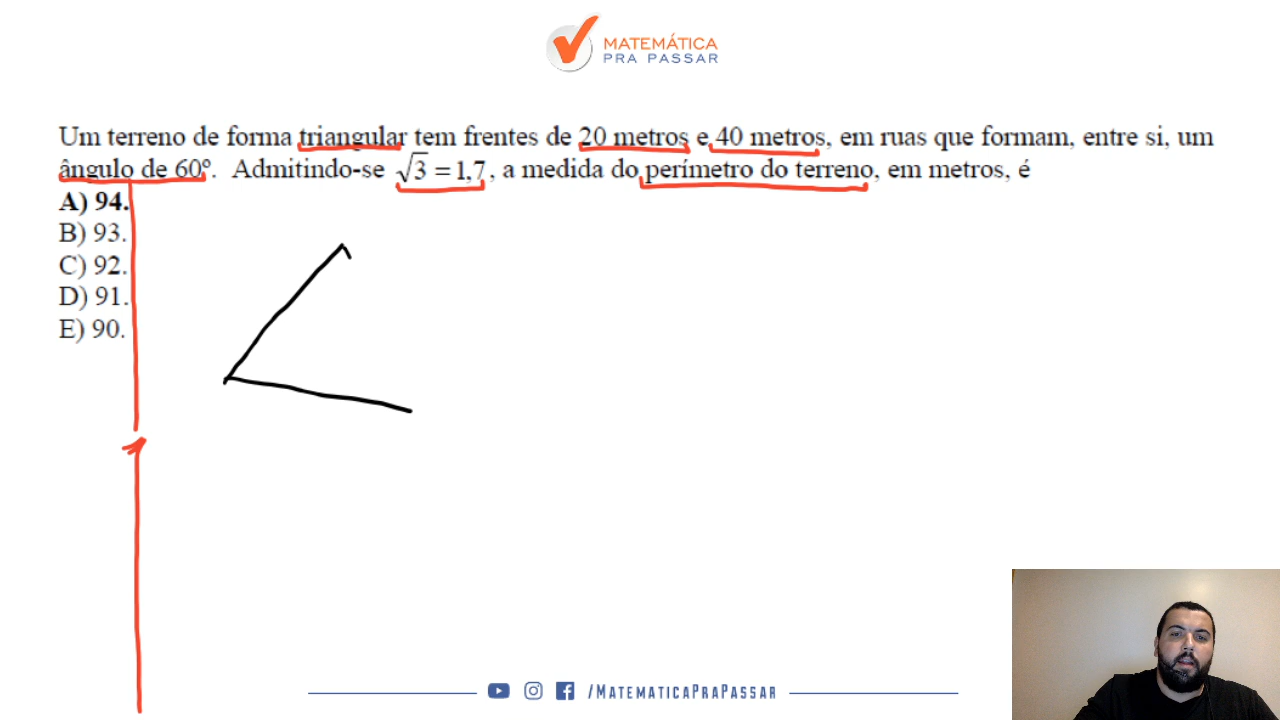 MATEMÁTICA
PRA PASSAR
Um terreno de forma triangular tem frentes de 20 metros e 40 metros, em ruas que formam, entre si, um
ângulo de 60º. Admitindo-se √3 = 1,7, a medida do perímetro do terreno, em metros, é
A) 94.
B) 93.
C) 92.
D) 91.
E) 90.
/MATEMATICAPRAPASSAR